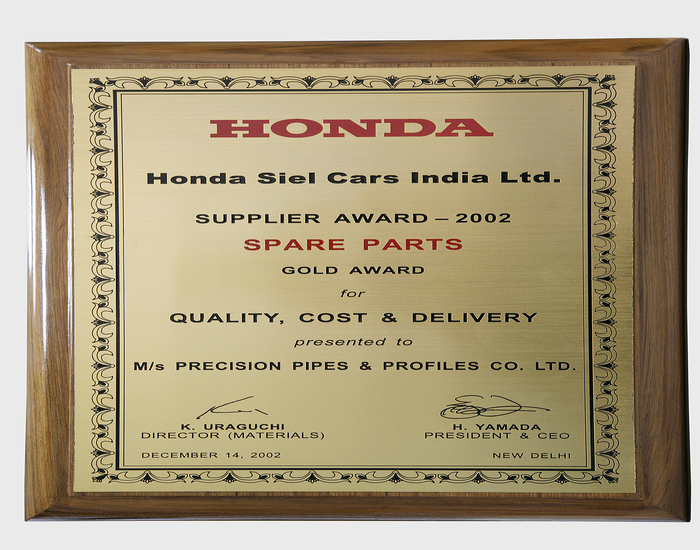 HONDA
Honda Siel Cars India Ltd.
SUPPLIER AWARD – 2002
SPARE PARTS
GOLD AWARD
for
QUALITY, COST & DELIVERY
presented to
M/s PRECISION PIPES & PROFILES CO. LTD.
K. URAGUCHI H. YAMADA
DIRECTOR (MATERIALS) PRESIDENT & CEO
DECEMBER 14, 2002 NEW DELHI